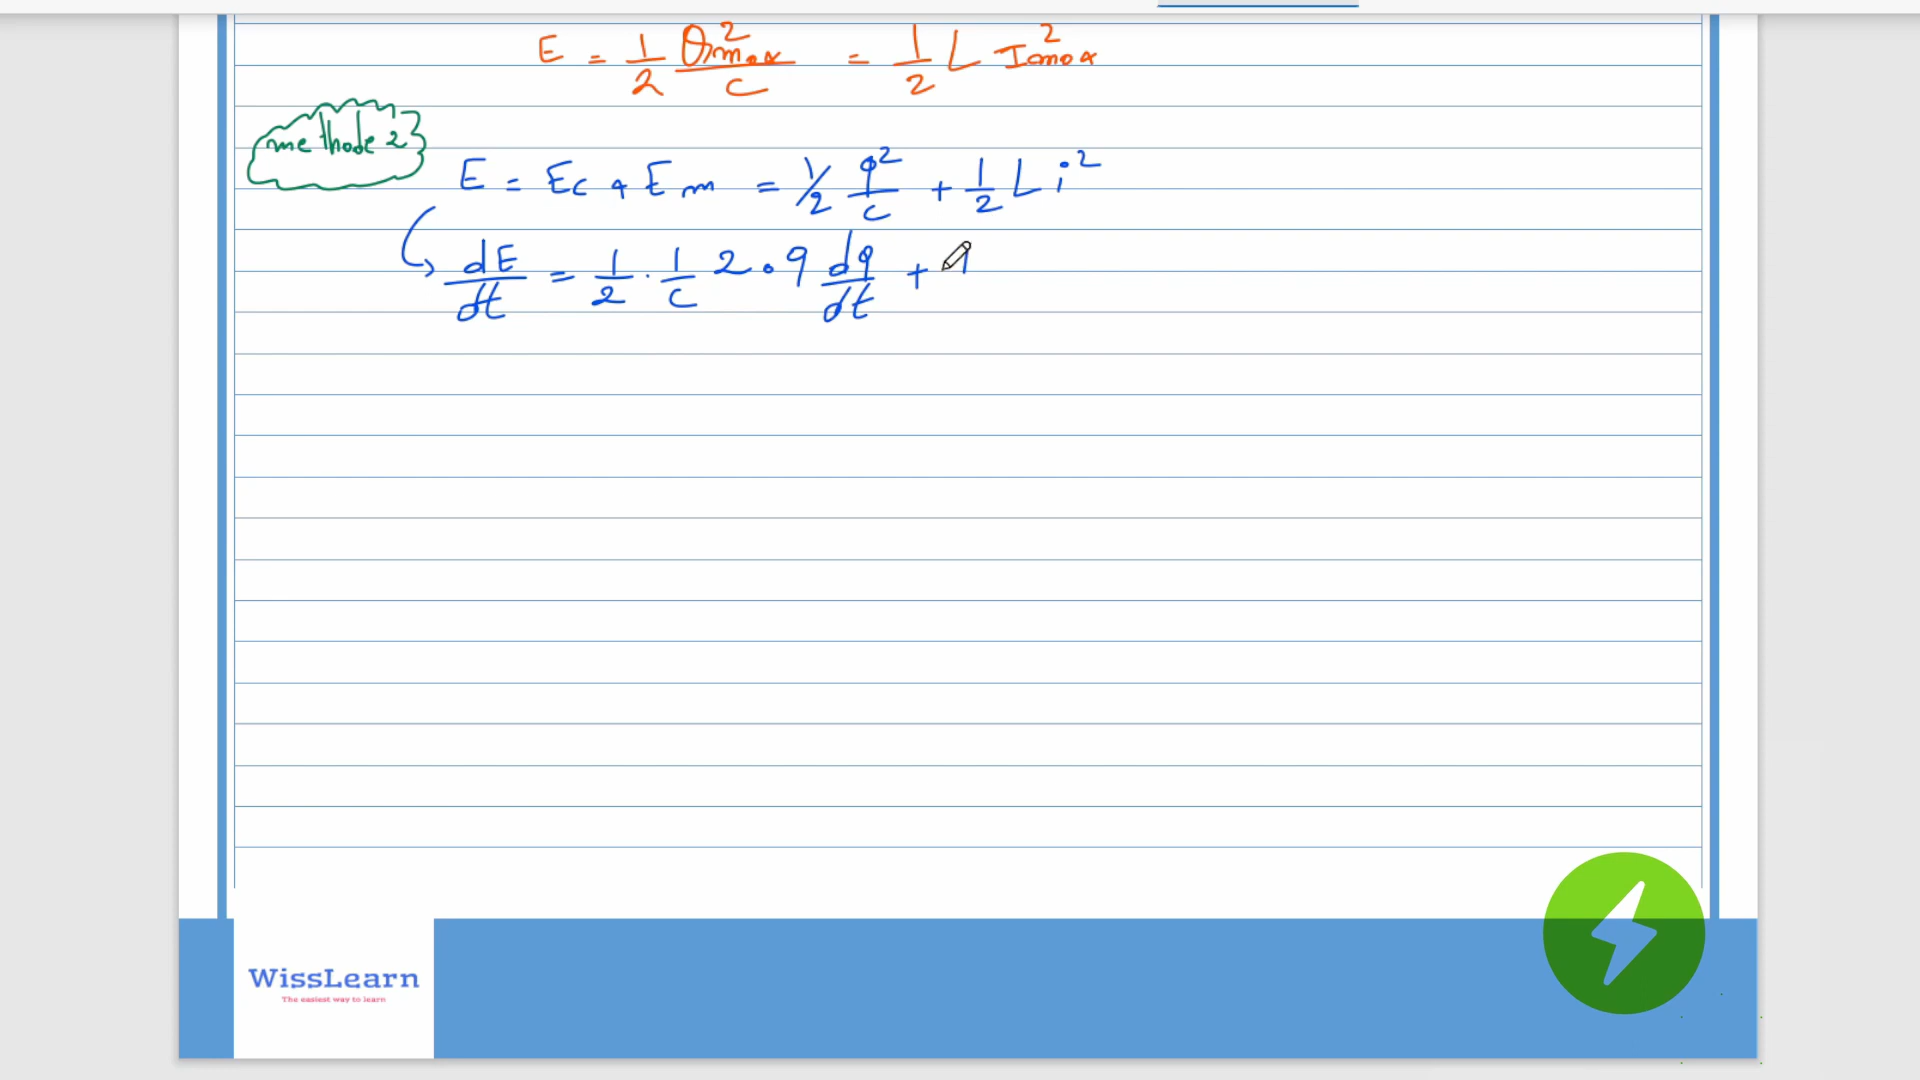 E = 1/2 Qmax²/C = 1/2 L Imax²
methode 2
E = Ec + Em = 1/2 q²/c + 1/2 L i²
dE/dt = 1/2 . 1/c 2 . q dq/dt + 1
WissLearn
The easiest way to learn